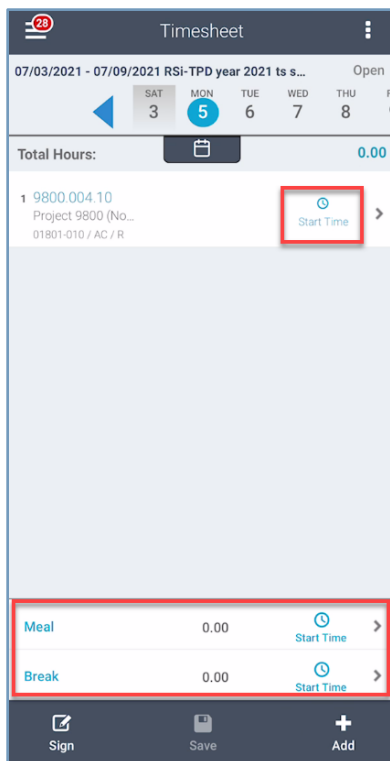 28
Timesheet
07/03/2021 - 07/09/2021 RSi-TPD year 2021 ts s... Open
SAT MON TUE WED THU
3 5 6 7 8
Total Hours: 0.00
1 9800.004.10
Project 9800 (No...
01801-010 / AC / R
Start Time
Meal 0.00 Start Time
Break 0.00 Start Time
Sign Save Add